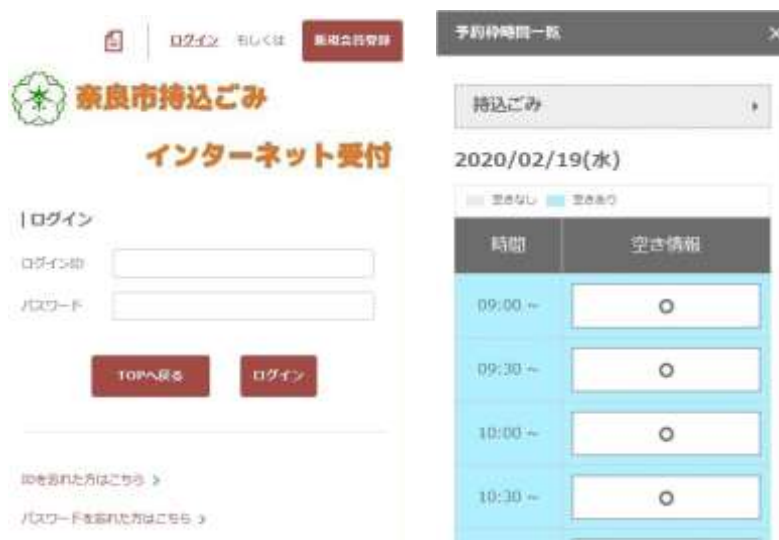 ログイン もしくは 新規会員登録
奈良市持込ごみ
インターネット受付
|ログイン
ログインID
パスワード
TOPへ戻る ログイン
IDを忘れた方はこちら >
パスワードを忘れた方はこちら >
予約枠時間一覧 ×
持込ごみ
2020/02/19(水)
空きなし 空きあり
時間 空き情報
09:00 ~ ○
09:30 ~ ○
10:00 ~ ○
10:30 ~ ○